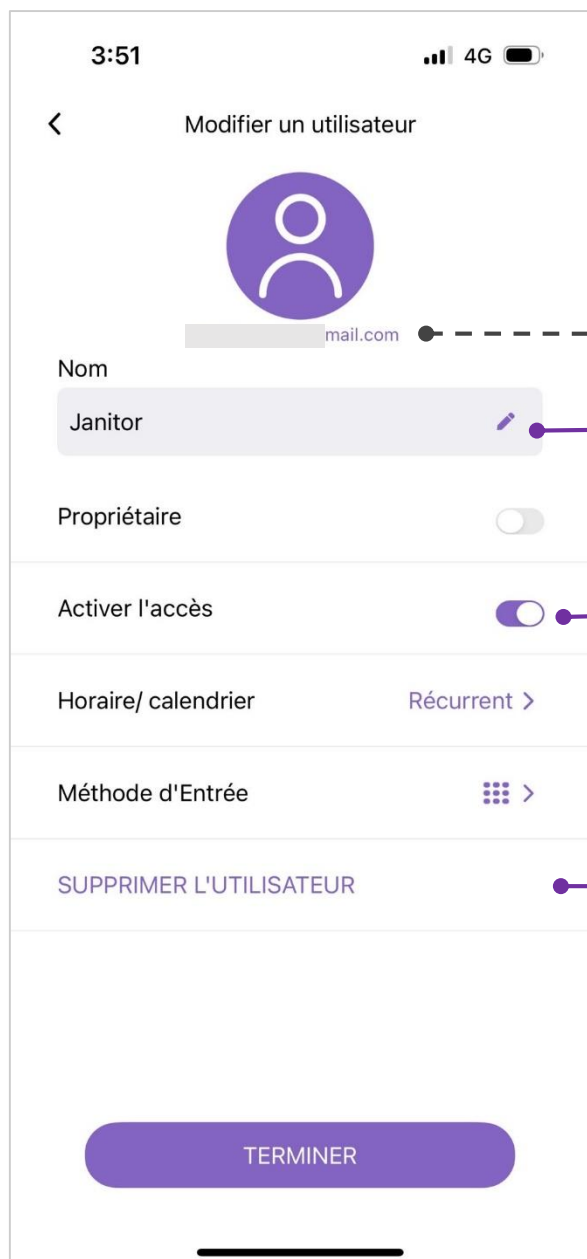 3:51 4G
Modifier un utilisateur
mail.com
Nom
Janitor
Propriétaire
Activer l'accès
Horaire/ calendrier Récurrent >
Méthode d'Entrée >
SUPPRIMER L'UTILISATEUR
TERMINER